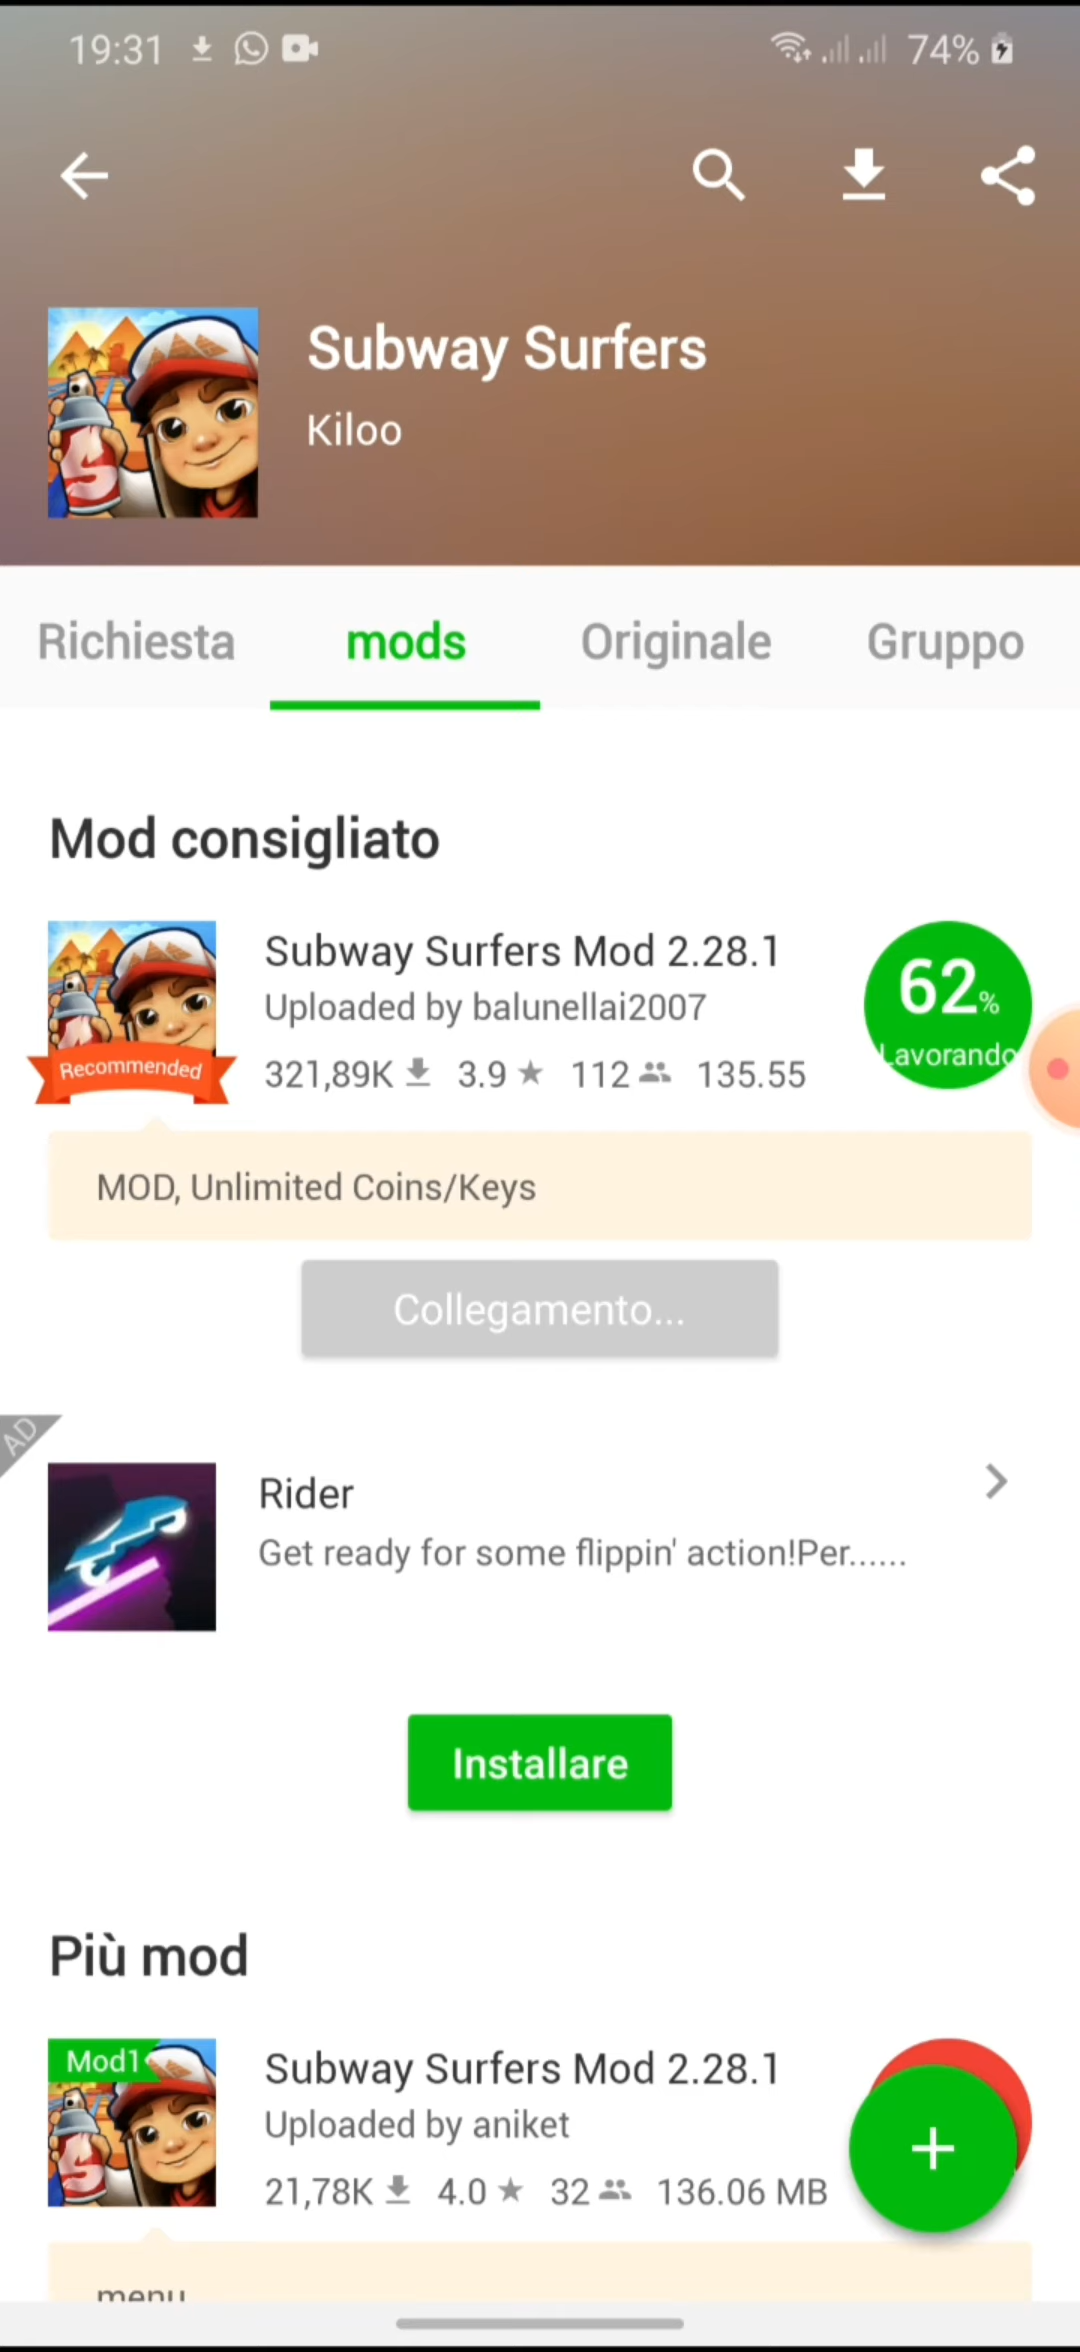 19:31
74%
Subway Surfers
Kiloo
Richiesta mods Originale Gruppo
Mod consigliato
Subway Surfers Mod 2.28.1
Uploaded by balunellai2007
321,89K 3.9 112 135.55
62%
Lavorando
Recommended
MOD, Unlimited Coins/Keys
Collegamento...
AD
Rider
Get ready for some flippin' action!Per......
Installare
Più mod
Mod1
Subway Surfers Mod 2.28.1
Uploaded by aniket
21,78K 4.0 32 136.06 MB
menu